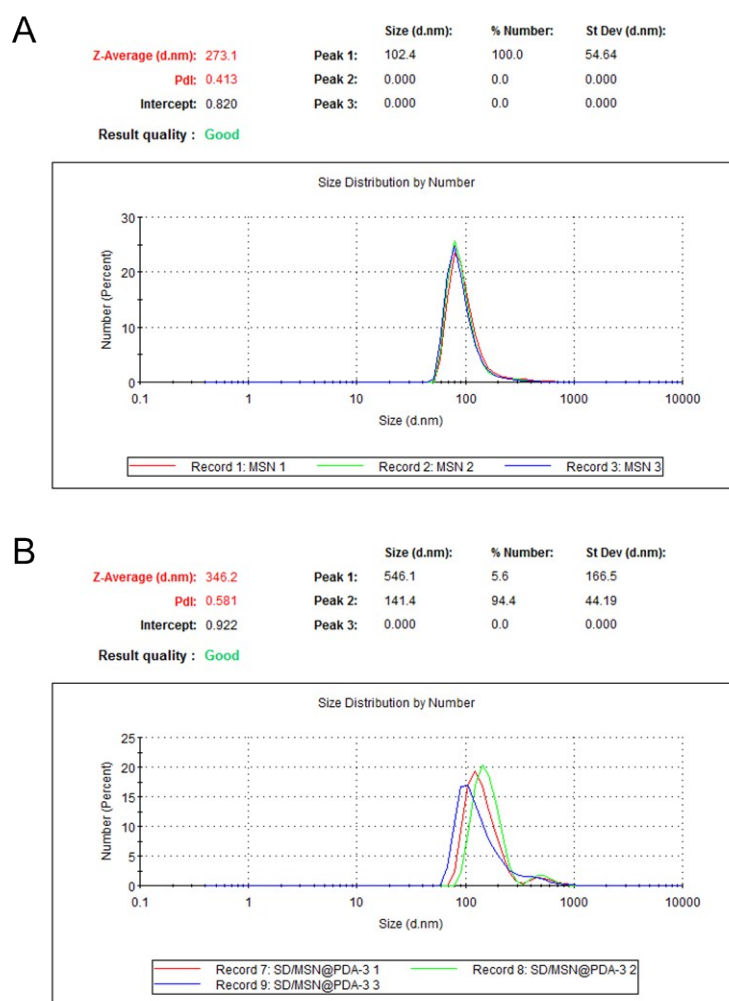 A
Size (d.nm): % Number: St Dev (d.nm):
Z-Average (d.nm): 273.1 Peak 1: 102.4 100.0 54.64
PdI: 0.413 Peak 2: 0.000 0.0 0.000
Intercept: 0.820 Peak 3: 0.000 0.0 0.000
Result quality : Good
Size Distribution by Number
Number (Percent)
30
20
10
0
0.1 1 10 100 1000 10000
Size (d.nm)
Record 1: MSN 1 Record 2: MSN 2 Record 3: MSN 3
B
Size (d.nm): % Number: St Dev (d.nm):
Z-Average (d.nm): 346.2 Peak 1: 546.1 5.6 166.5
PdI: 0.581 Peak 2: 141.4 94.4 44.19
Intercept: 0.922 Peak 3: 0.000 0.0 0.000
Result quality : Good
Size Distribution by Number
Number (Percent)
25
20
15
10
5
0
0.1 1 10 100 1000 10000
Size (d.nm)
Record 7: SD/MSN@PDA-3 1 Record 8: SD/MSN@PDA-3 2
Record 9: SD/MSN@PDA-3 3